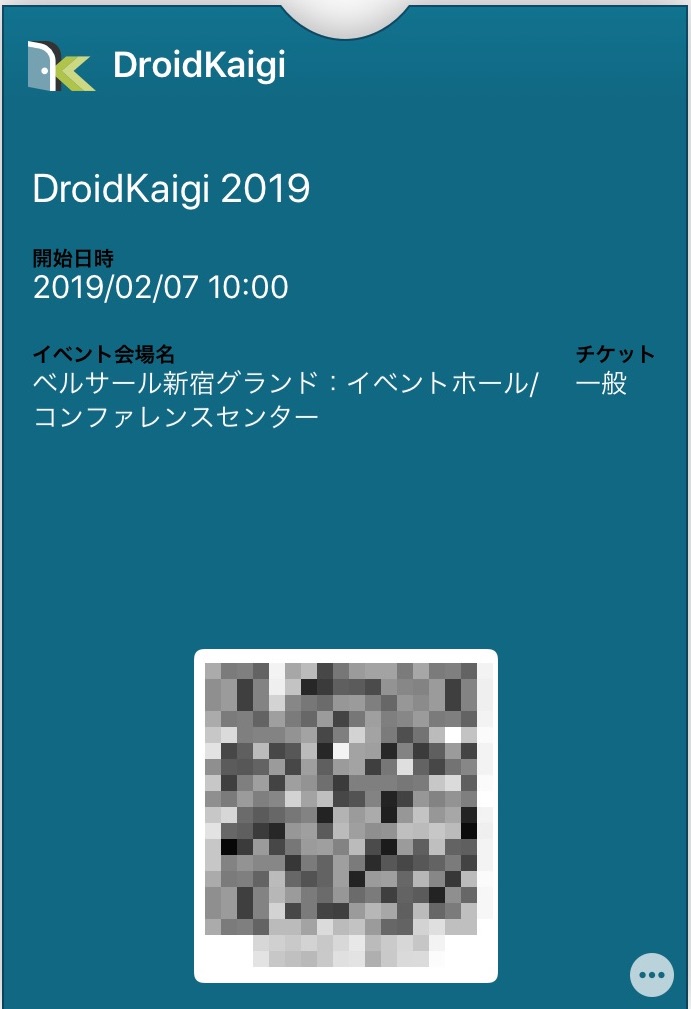 DroidKaigi
DroidKaigi 2019
開始日時
2019/02/07 10:00
イベント会場名
ベルサール新宿グランド：イベントホール/
コンファレンスセンター
チケット
一般